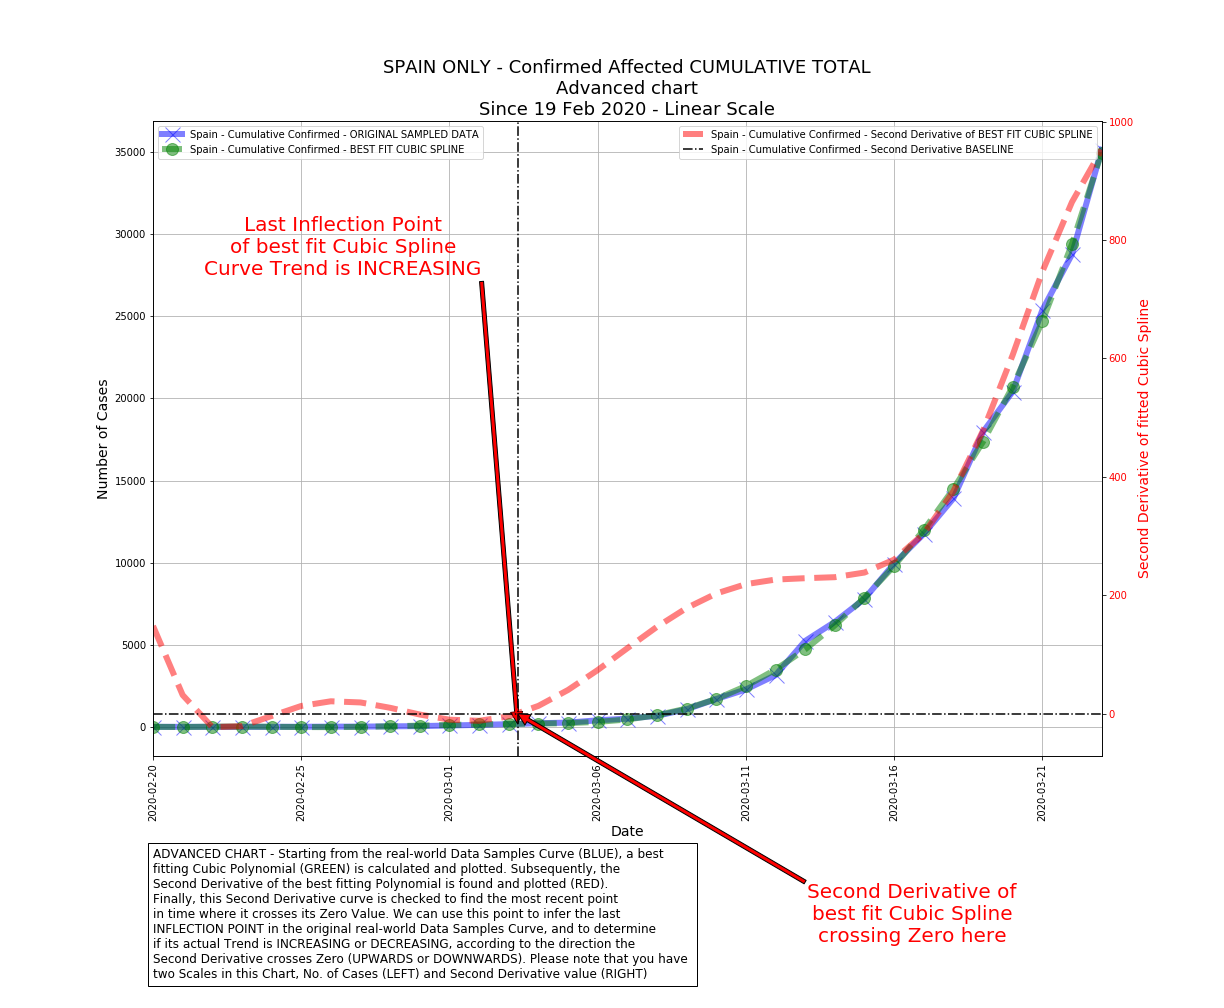 SPAIN ONLY - Confirmed Affected CUMULATIVE TOTAL
Advanced chart
Since 19 Feb 2020 - Linear Scale
Spain - Cumulative Confirmed - ORIGINAL SAMPLED DATA
Spain - Cumulative Confirmed - BEST FIT CUBIC SPLINE
Spain - Cumulative Confirmed - Second Derivative of BEST FIT CUBIC SPLINE
Spain - Cumulative Confirmed - Second Derivative BASELINE
Last Inflection Point
of best fit Cubic Spline
Curve Trend is INCREASING
Number of Cases
35000
30000
25000
20000
15000
10000
5000
0
1000
800
600
400
200
0
Second Derivative of fitted Cubic Spline
2020-02-20
2020-02-25
2020-03-01
2020-03-06
2020-03-11
2020-03-16
2020-03-21
Date
ADVANCED CHART - Starting from the real-world Data Samples Curve (BLUE), a best
fitting Cubic Polynomial (GREEN) is calculated and plotted. Subsequently, the
Second Derivative of the best fitting Polynomial is found and plotted (RED).
Finally, this Second Derivative curve is checked to find the most recent point
in time where it crosses its Zero Value. We can use this point to infer the last
INFLECTION POINT in the original real-world Data Samples Curve, and to determine
if its actual Trend is INCREASING or DECREASING, according to the direction the
Second Derivative crosses Zero (UPWARDS or DOWNWARDS). Please note that you have
two Scales in this Chart, No. of Cases (LEFT) and Second Derivative value (RIGHT)
Second Derivative of
best fit Cubic Spline
crossing Zero here